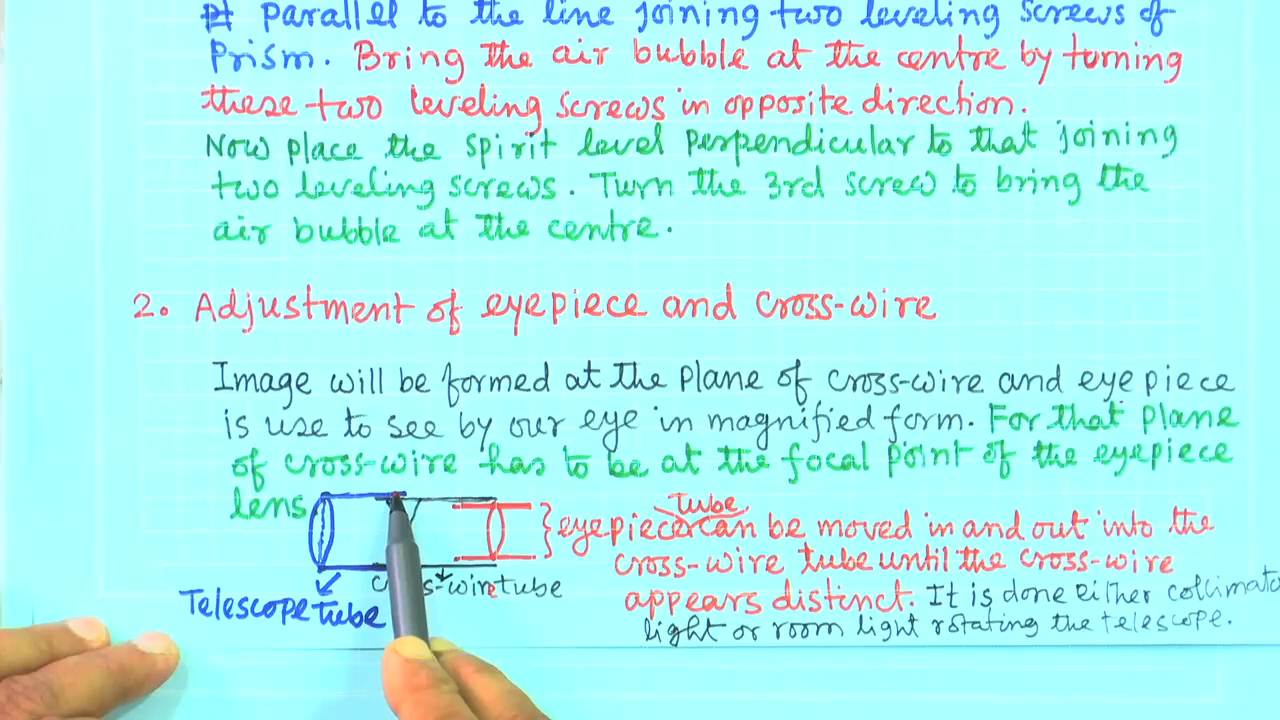 parallel to the line joining two leveling screws of
Prism. Bring the air bubble at the centre by turning
these two leveling screws in opposite direction.
Now place the spirit level perpendicular to that joining
two leveling screws. Turn the 3rd screw to bring the
air bubble at the centre.
2. Adjustment of eyepiece and cross-wire
Image will be formed at the plane of cross-wire and eyepiece
is use to see by our eye in magnified form. For that plane
of cross-wire has to be at the focal point of the eyepiece
lens
Tube
eyepiece can be moved in and out into the
cross-wire tube until the cross-wire
appears distinct. It is done either collimato
light or room light rotating the telescope.
wire tube
Telescope tube